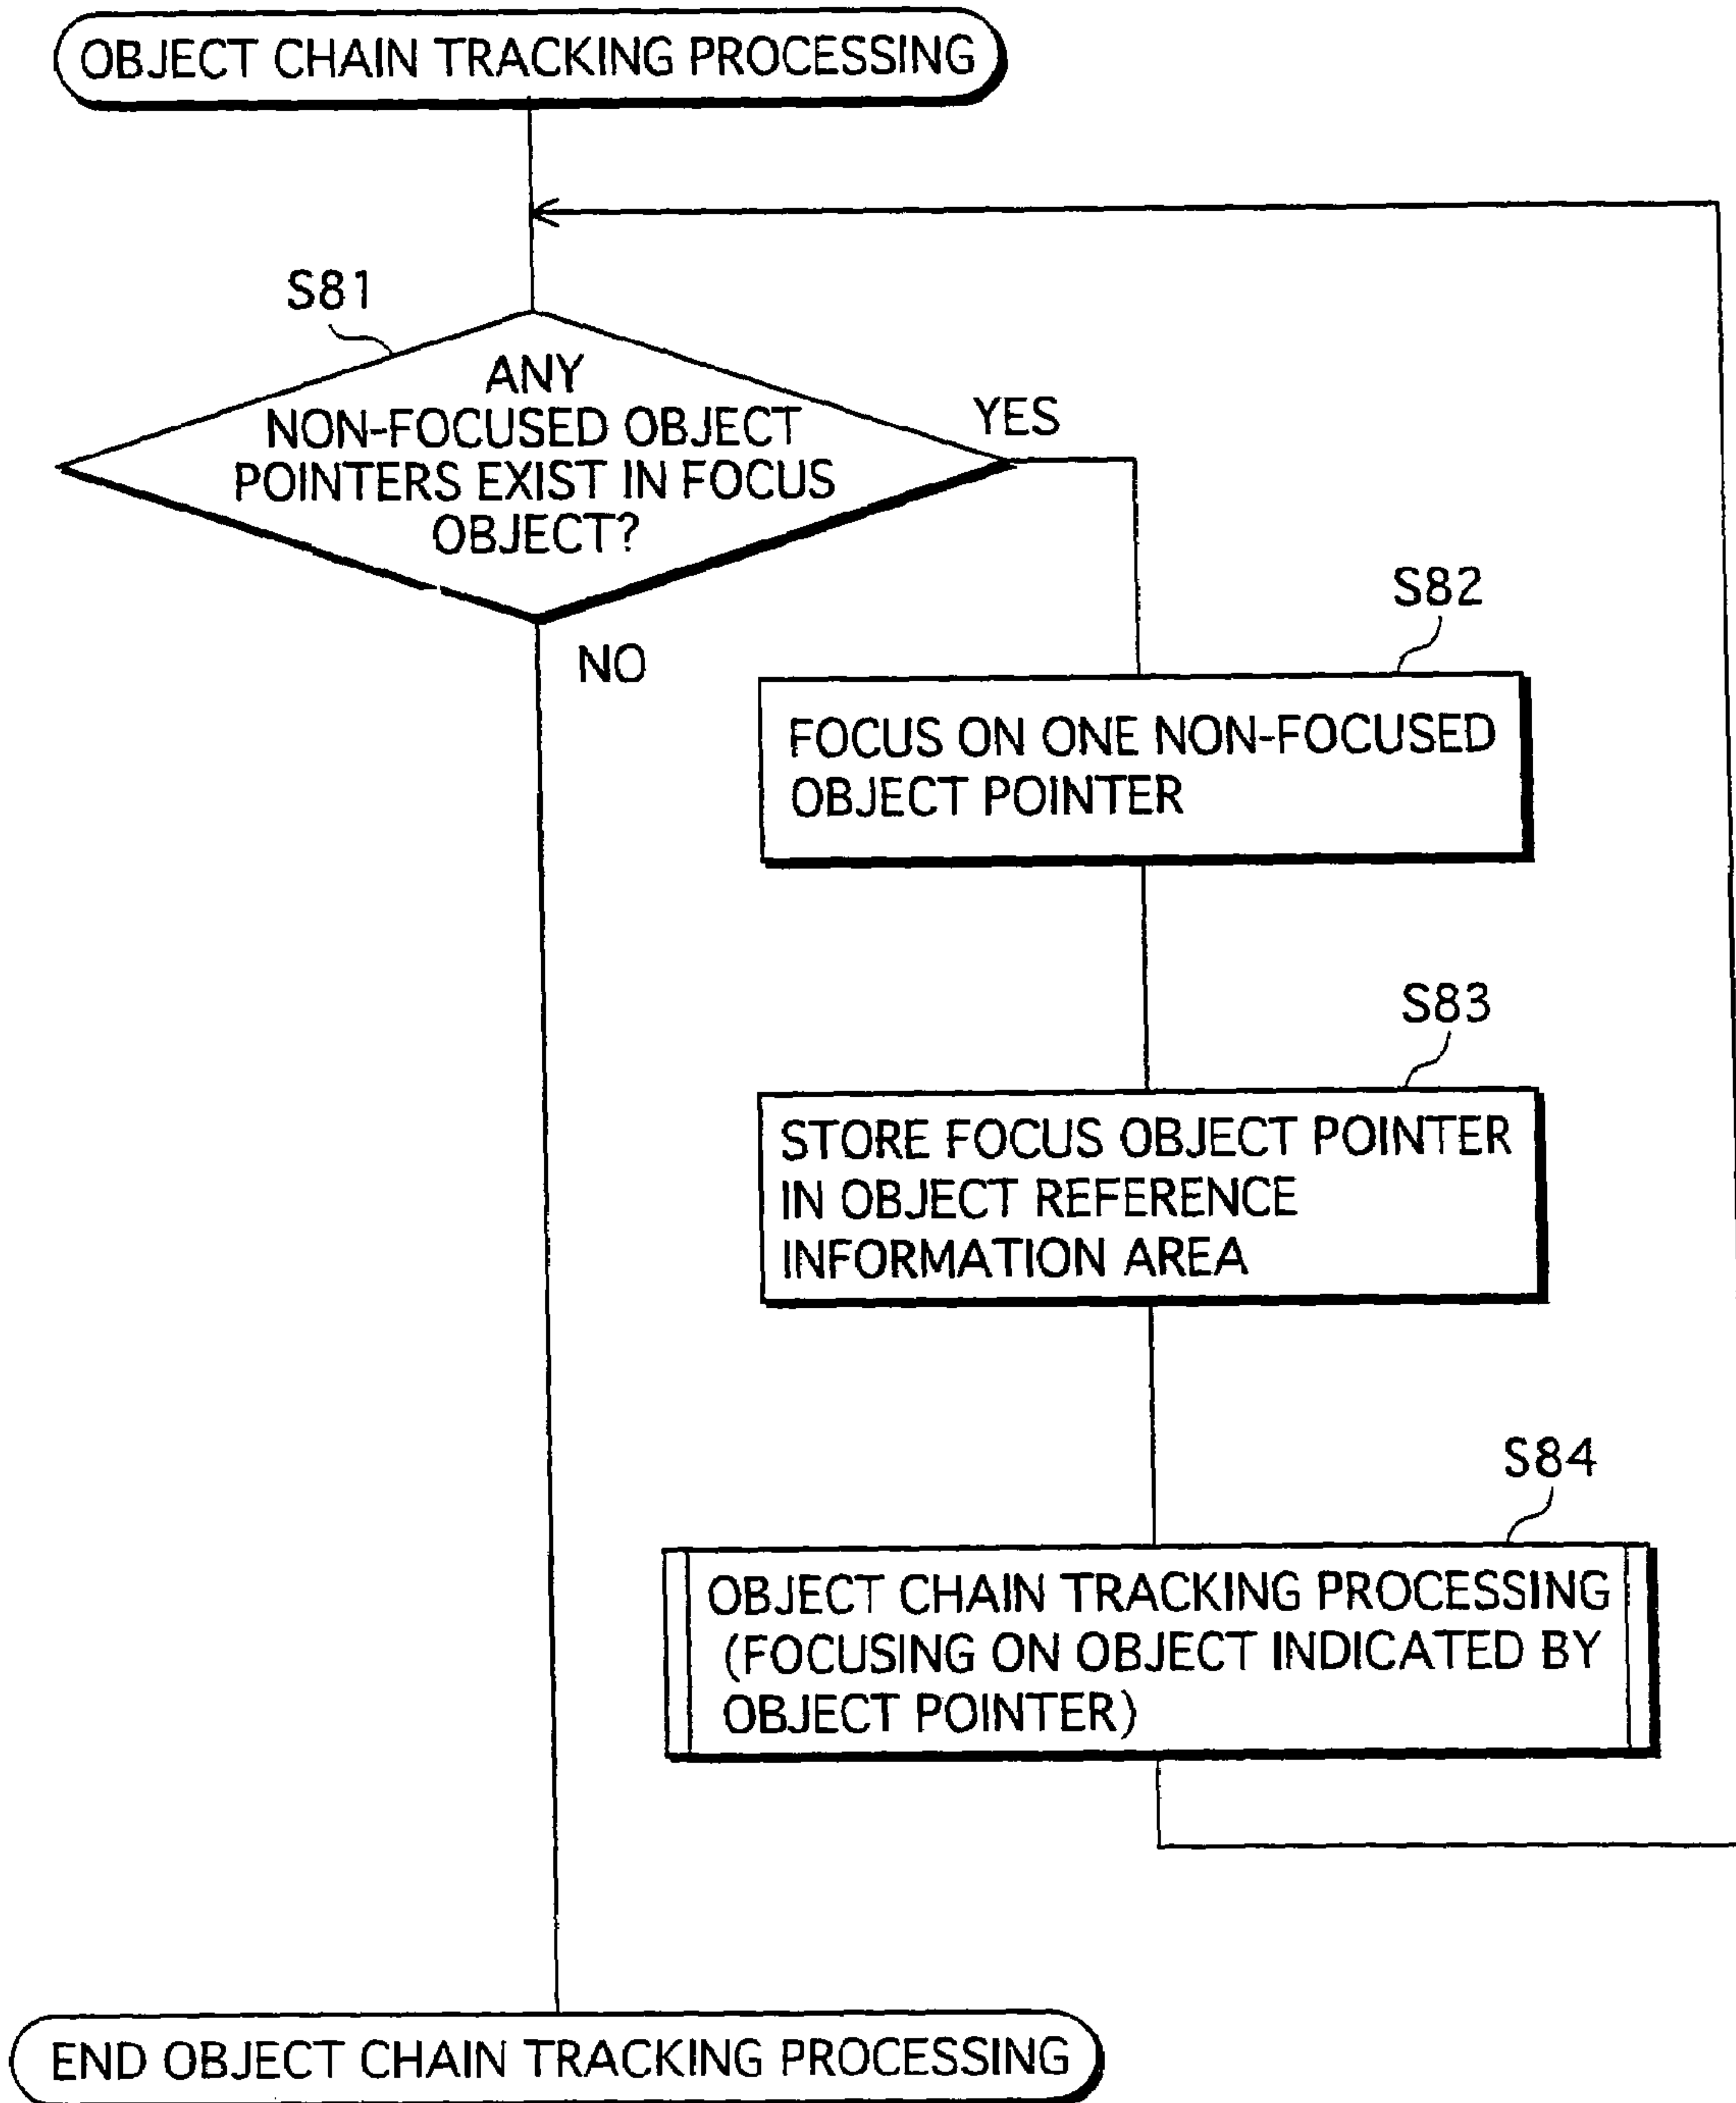 OBJECT CHAIN TRACKING PROCESSING
S81
ANY
NON-FOCUSED OBJECT
POINTERS EXIST IN FOCUS
OBJECT?
YES
NO
S82
FOCUS ON ONE NON-FOCUSED
OBJECT POINTER
S83
STORE FOCUS OBJECT POINTER
IN OBJECT REFERENCE
INFORMATION AREA
S84
OBJECT CHAIN TRACKING PROCESSING
(FOCUSING ON OBJECT INDICATED BY
OBJECT POINTER)
END OBJECT CHAIN TRACKING PROCESSING